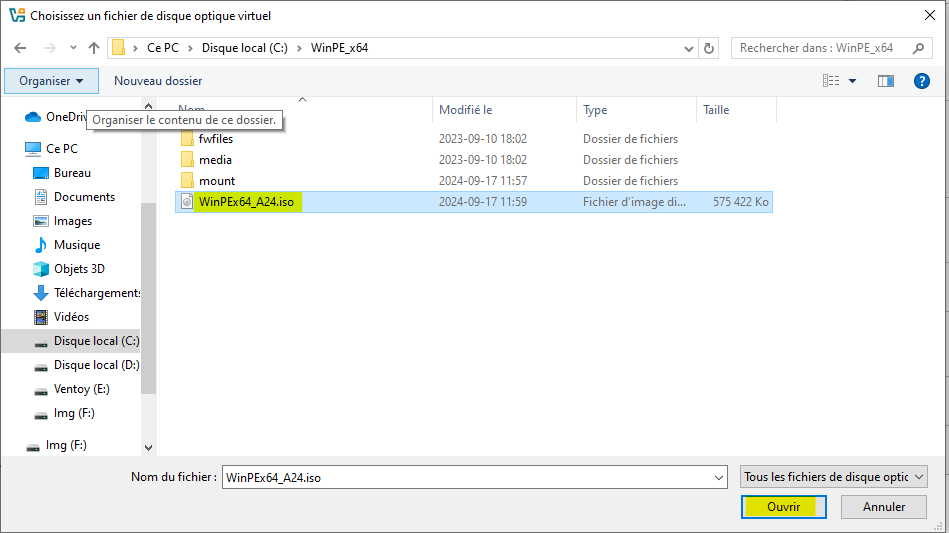 Choisissez un fichier de disque optique virtuel
Ce PC > Disque local (C:) > WinPE_x64
Rechercher dans : WinPE_x64
Organiser
Nouveau dossier
Organiser le contenu de ce dossier.
Nom
Modifié le
Type
Taille
OneDriv
Ce PC
Bureau
Documents
Images
Musique
Objets 3D
Téléchargements
Vidéos
Disque local (C:)
Disque local (D:)
Ventoy (E:)
Img (F:)
Img (F:)
fwfiles 2023-09-10 18:02 Dossier de fichiers
media 2023-09-10 18:02 Dossier de fichiers
mount 2024-09-17 11:57 Dossier de fichiers
WinPEx64_A24.iso 2024-09-17 11:59 Fichier d'image di... 575 422 Ko
Nom du fichier : WinPEx64_A24.iso
Tous les fichiers de disque optic
Ouvrir
Annuler